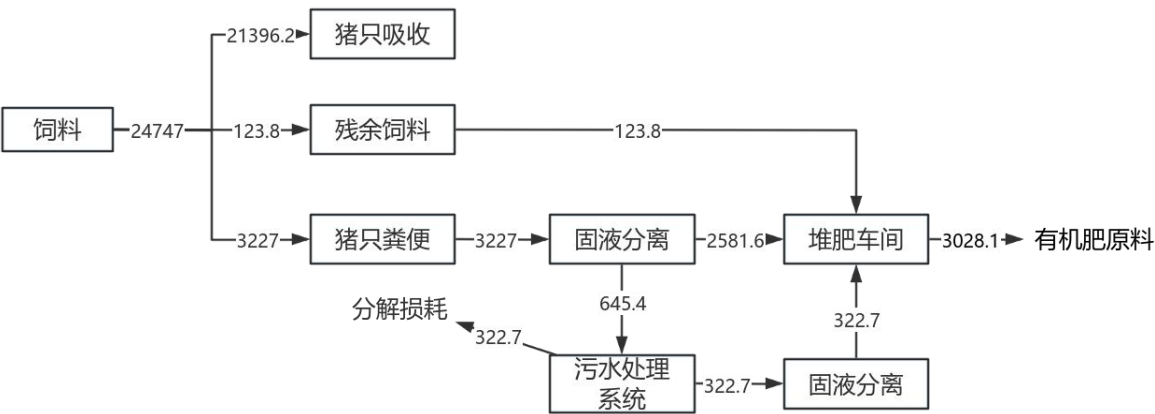 21396.2
猪只吸收
饲料
24747
123.8
残余饲料
123.8
3227
猪只粪便
3227
固液分离
2581.6
堆肥车间
3028.1
有机肥原料
645.4
分解损耗
322.7
322.7
污水处理
系统
322.7
固液分离